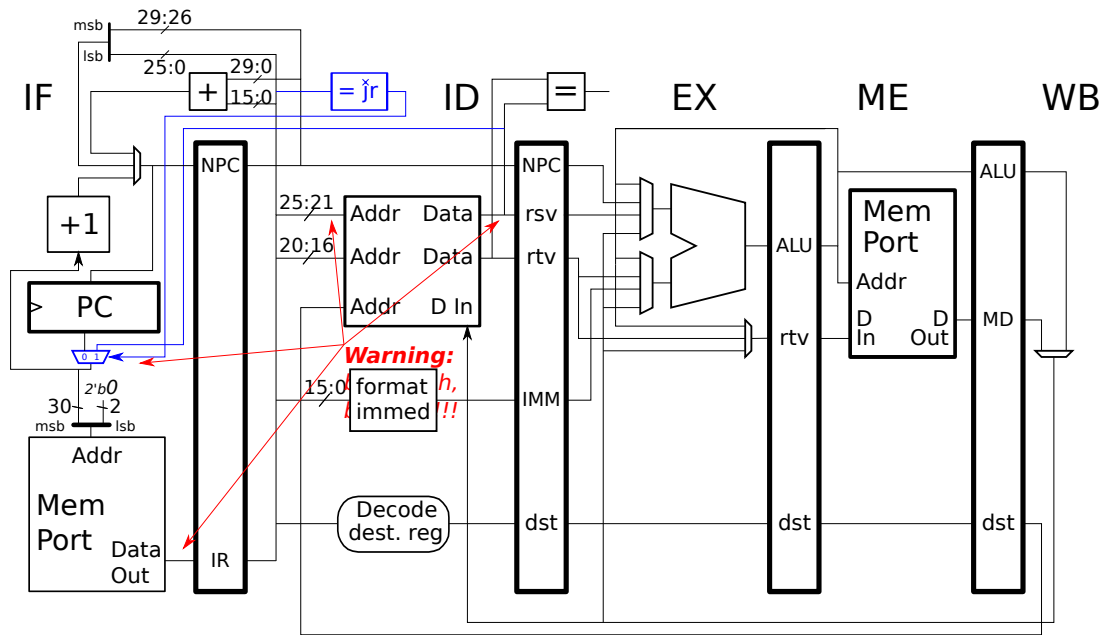 29:26
msb
lsb
25:0
29:0
15:0
+
= jr
x
=
IF
ID
EX
ME
WB
NPC
NPC
ALU
+1
25:21
Addr
Data
rsv
20:16
Addr
Data
rtv
Addr
D In
Mem
Port
Addr
D
In
D
Out
ALU
MD
rtv
PC
0 1
Warning:
h,
!!!
2'b0
30
2
msb
lsb
15:0
format
immed
IMM
Addr
Mem
Port
Data
Out
IR
Decode
dest. reg
dst
dst
dst